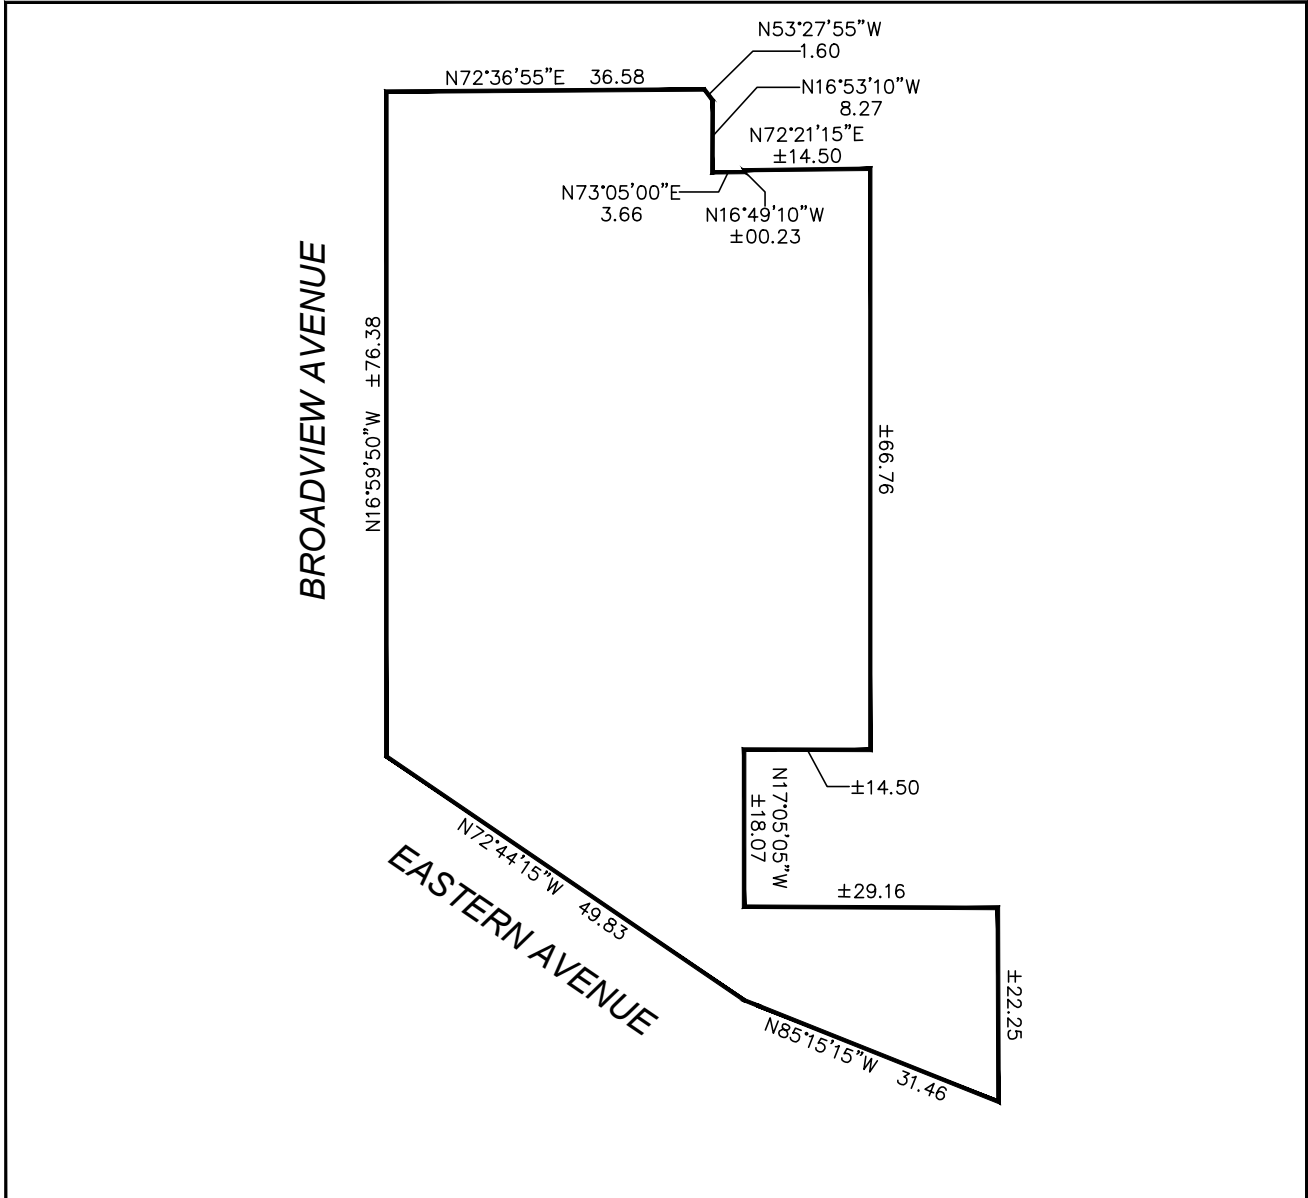 N53°27'55"W
1.60
N72°36'55"E 36.58
N16°53'10"W
8.27
N72°21'15"E
±14.50
N73°05'00"E
3.66
N16°49'10"W
±00.23
BROADVIEW AVENUE
N16°59'50"W ±76.38
±66.76
±14.50
N17°05'05"W
±18.07
±29.16
N72°44'15"W 49.83
EASTERN AVENUE
±22.25
N85°15'15"W 31.46